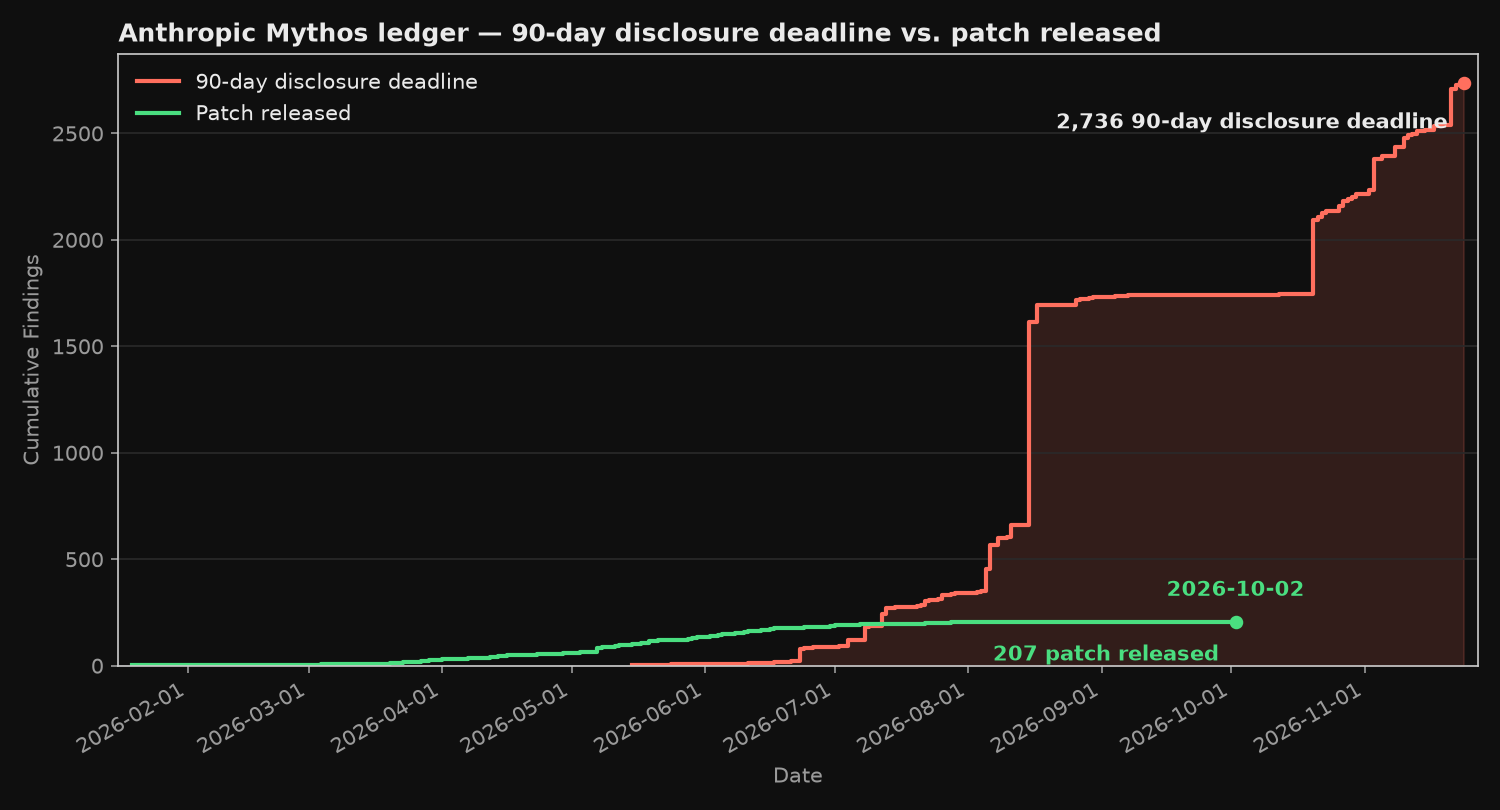 Anthropic Mythos ledger — 90-day disclosure deadline vs. patch released
90-day disclosure deadline
Patch released
2,736 90-day disclosure deadline
2026-10-02
207 patch released
Cumulative Findings
2500
2000
1500
1000
500
0
2026-02-01
2026-03-01
2026-04-01
2026-05-01
2026-06-01
2026-07-01
2026-08-01
2026-09-01
2026-10-01
2026-11-01
Date